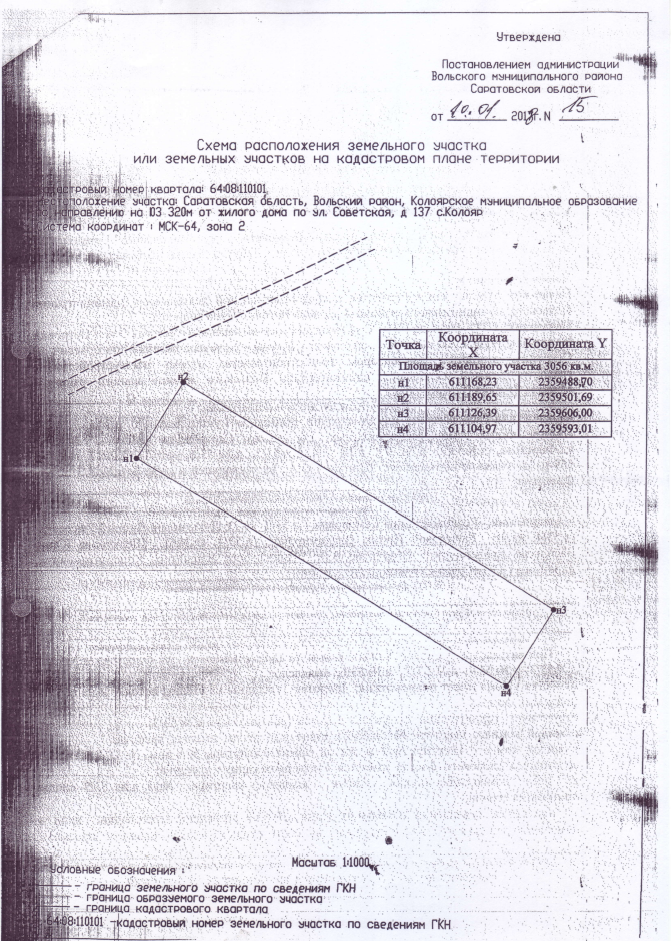 Утверждена
Постановлением администрации
Вольского муниципального района
Саратовской области
от 10.01. 2018г. N 15
Схема расположения земельного участка
или земельных участков на кадастровом плане территории
кадастровый номер квартала: 64:08:110101
Местоположение участка: Саратовская область, Вольский район, Колоярское муниципальное образование
по направлению на ЮЗ 320м от жилого дома по ул. Советская, д 137 с.Колояр
Система координат : МСК-64, зона 2
Точка Координата X Координата Y
Площадь земельного участка 3056 кв.м.
н1 611168,23 2359488,70
н2 611189,65 2359501,69
н3 611126,39 2359606,00
н4 611104,97 2359593,01
н2
н1
н3
н4
Масштаб 1:1000
Условные обозначения :
- граница земельного участка по сведениям ГКН
- граница образуемого земельного участка
- граница кадастрового квартала
64:08:110101 -кадастровый номер земельного участка по сведениям ГКН